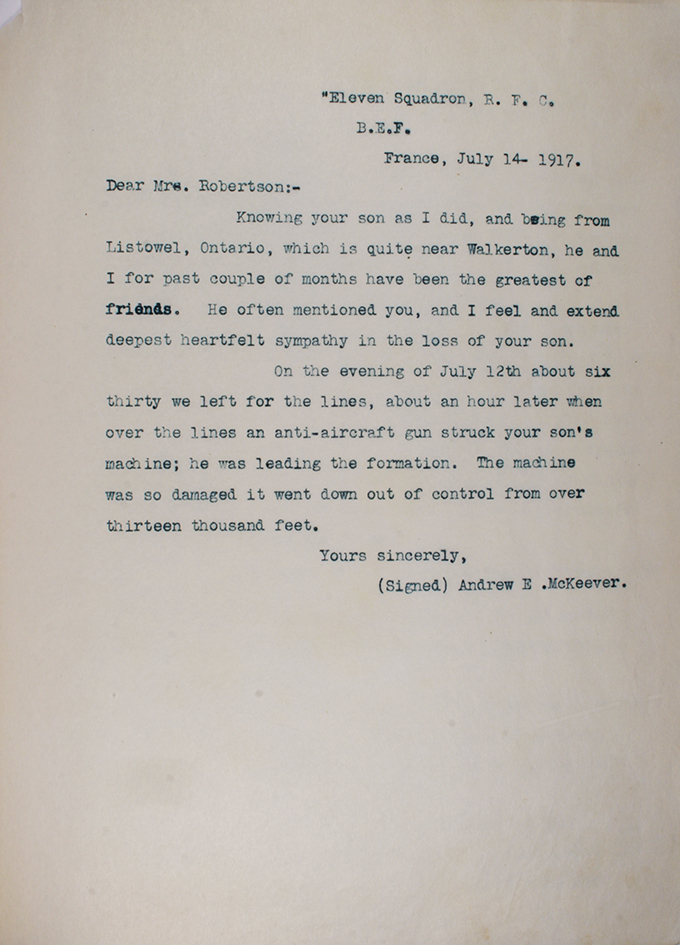 "Eleven Squadron, R. F. C.
B.E.F.
France, July 14- 1917.
Dear Mrs. Robertson:-
Knowing your son as I did, and being from
Listowel, Ontario, which is quite near Walkerton, he and
I for past couple of months have been the greatest of
friends. He often mentioned you, and I feel and extend
deepest heartfelt sympathy in the loss of your son.
On the evening of July 12th about six
thirty we left for the lines, about an hour later when
over the lines an anti-aircraft gun struck your son's
machine; he was leading the formation. The machine
was so damaged it went down out of control from over
thirteen thousand feet.
Yours sincerely,
(Signed) Andrew E .McKeever.